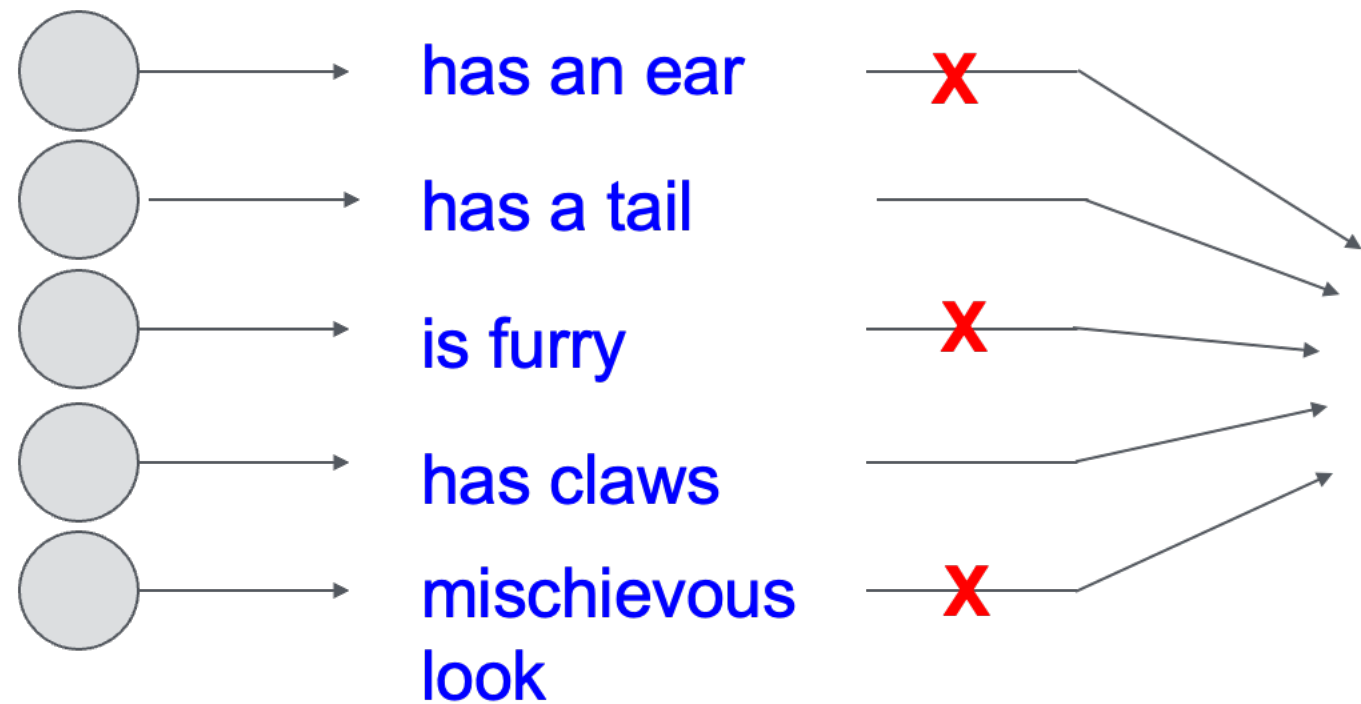 has an ear
X
has a tail
is furry
X
has claws
mischievous
X
look